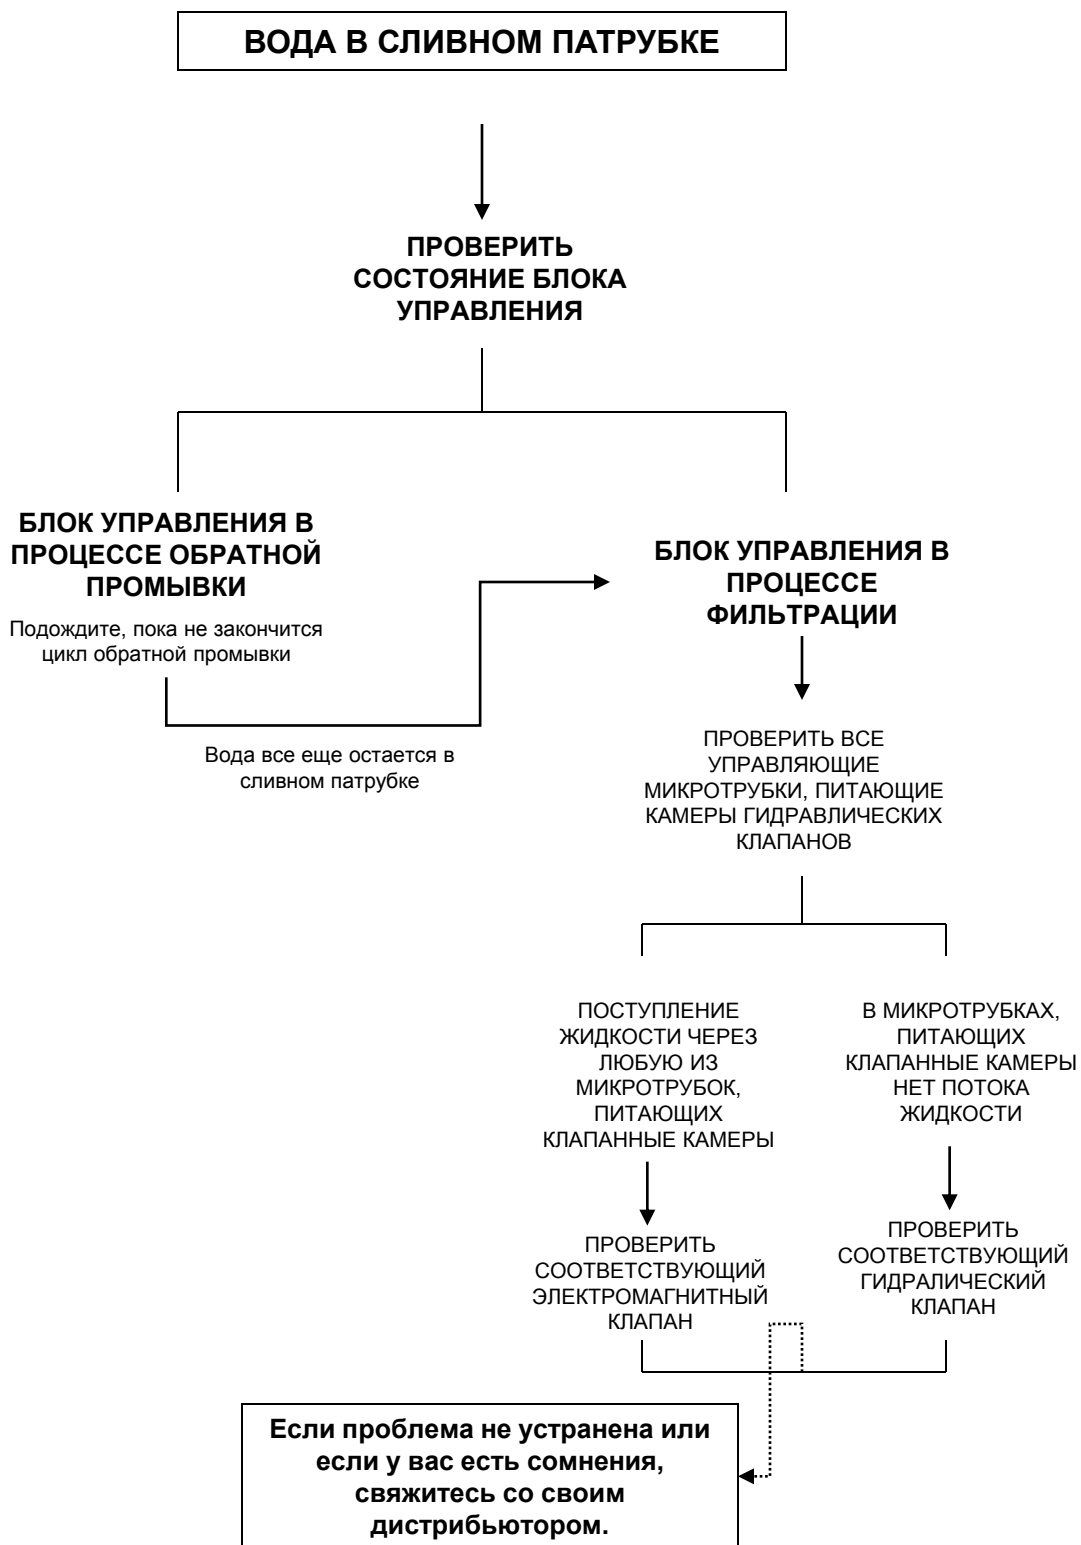 ВОДА В СЛИВНОМ ПАТРУБКЕ
ПРОВЕРИТЬ
СОСТОЯНИЕ БЛОКА
УПРАВЛЕНИЯ
БЛОК УПРАВЛЕНИЯ В
ПРОЦЕССЕ ОБРАТНОЙ
ПРОМЫВКИ
Подождите, пока не закончится
цикл обратной промывки
Вода все еще остается в
сливном патрубке
БЛОК УПРАВЛЕНИЯ В
ПРОЦЕССЕ
ФИЛЬТРАЦИИ
ПРОВЕРИТЬ ВСЕ
УПРАВЛЯЮЩИЕ
МИКРОТРУБКИ, ПИТАЮЩИЕ
КАМЕРЫ ГИДРАВЛИЧЕСКИХ
КЛАПАНОВ
ПОСТУПЛЕНИЕ
ЖИДКОСТИ ЧЕРЕЗ
ЛЮБУЮ ИЗ
МИКРОТРУБОК,
ПИТАЮЩИХ
КЛАПАННЫЕ КАМЕРЫ
В МИКРОТРУБКАХ,
ПИТАЮЩИХ
КЛАПАННЫЕ КАМЕРЫ
НЕТ ПОТОКА
ЖИДКОСТИ
ПРОВЕРИТЬ
СООТВЕТСТВУЮЩИЙ
ЭЛЕКТРОМАГНИТНЫЙ
КЛАПАН
ПРОВЕРИТЬ
СООТВЕТСТВУЮЩИЙ
ГИДРАЛИЧЕСКИЙ
КЛАПАН
Если проблема не устранена или
если у вас есть сомнения,
свяжитесь со своим
дистрибьютором.